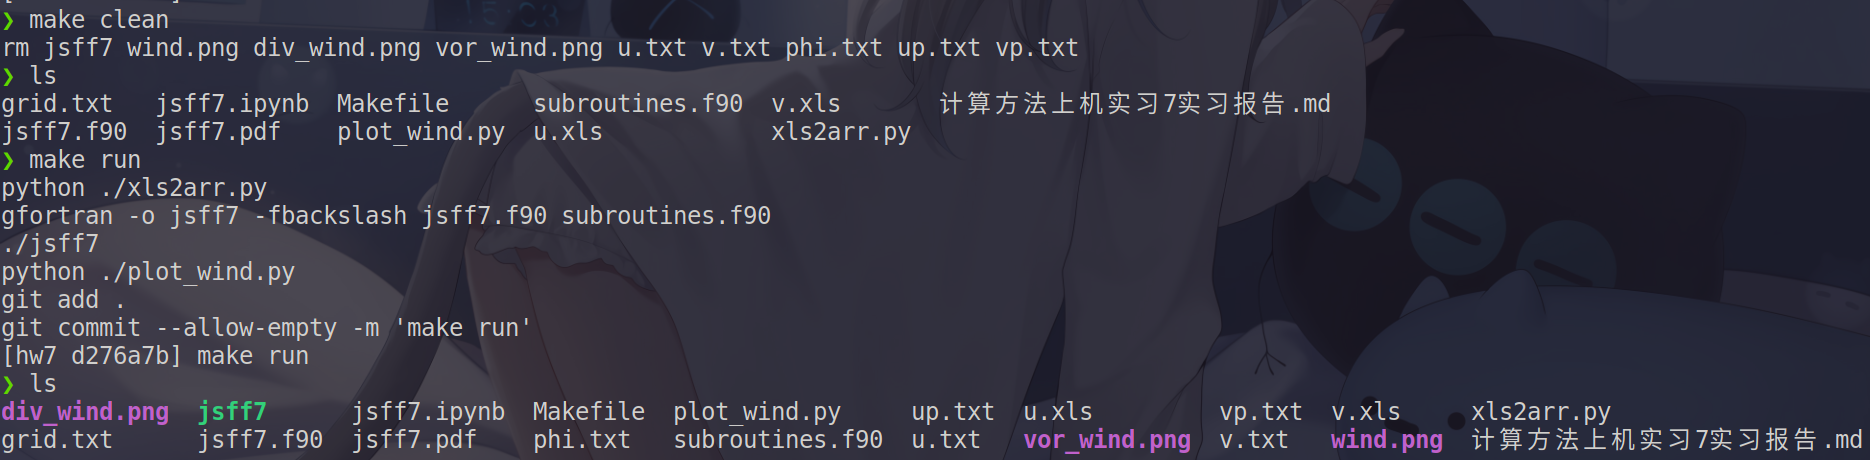 ❯ make clean
rm jsff7 wind.png div_wind.png vor_wind.png u.txt v.txt phi.txt up.txt vp.txt
❯ ls
grid.txt   jsff7.ipynb  Makefile      subroutines.f90  v.xls       计算方法上机实习7实习报告.md
jsff7.f90  jsff7.pdf    plot_wind.py  u.xls            xls2arr.py
❯ make run
python ./xls2arr.py
gfortran -o jsff7 -fbackslash jsff7.f90 subroutines.f90
./jsff7
python ./plot_wind.py
git add .
git commit --allow-empty -m 'make run'
[hw7 d276a7b] make run
❯ ls
div_wind.png  jsff7      jsff7.ipynb  Makefile  plot_wind.py     up.txt  u.xls         vp.txt  v.xls     xls2arr.py
grid.txt      jsff7.f90  jsff7.pdf    phi.txt   subroutines.f90  u.txt   vor_wind.png  v.txt   wind.png  计算方法上机实习7实习报告.md